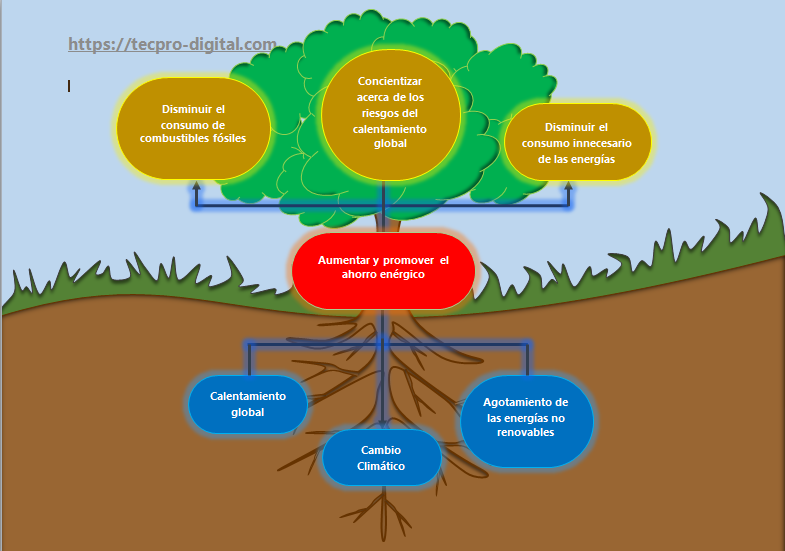 https://tecpro-digital.com
Concientizar
acerca de los
riesgos del
calentamiento
global
Disminuir el
consumo de
combustibles fósiles
Disminuir el
consumo innecesario
de las energías
Aumentar y promover el
ahorro enérgico
Calentamiento
global
Cambio
Climático
Agotamiento de
las energías no
renovables